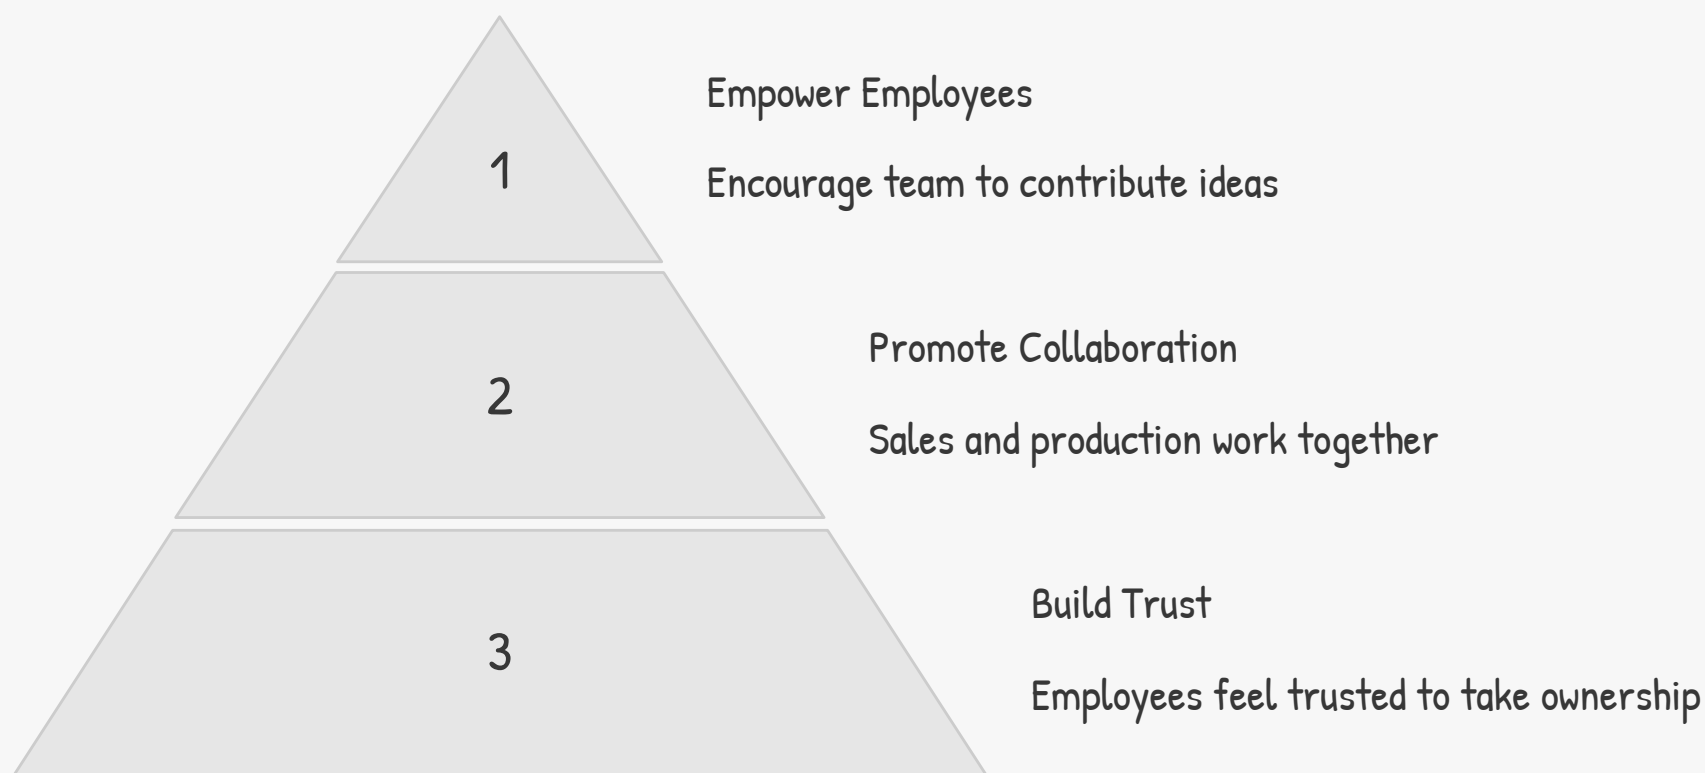 Empower Employees
1
Encourage team to contribute ideas
Promote Collaboration
2
Sales and production work together
Build Trust
3
Employees feel trusted to take ownership